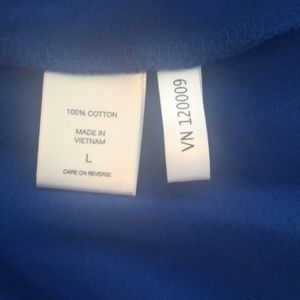 100% COTTON
MADE IN
VIETNAM
L
CARE ON REVERSE
VN 120009